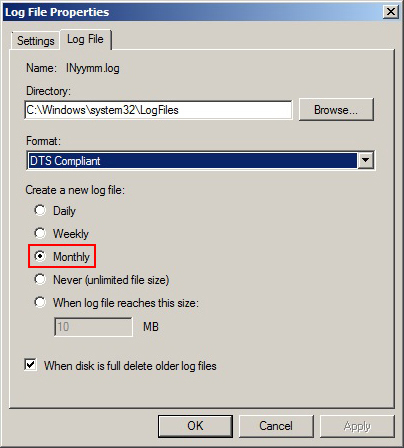 Log File Properties
Settings
Log File
Name: INyymm.log
Directory:
C:\Windows\system32\LogFiles
Browse...
Format:
DTS Compliant
Create a new log file:
Daily
Weekly
Monthly
Never (unlimited file size)
When log file reaches this size:
10 MB
When disk is full delete older log files
OK Cancel Apply